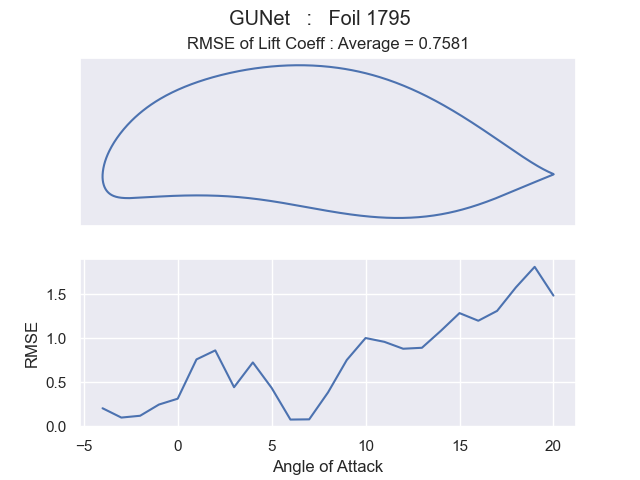 GUNet   :   Foil 1795
RMSE of Lift Coeff : Average = 0.7581
1.5
1.0
0.5
0.0
RMSE
−5 0 5 10 15 20
Angle of Attack